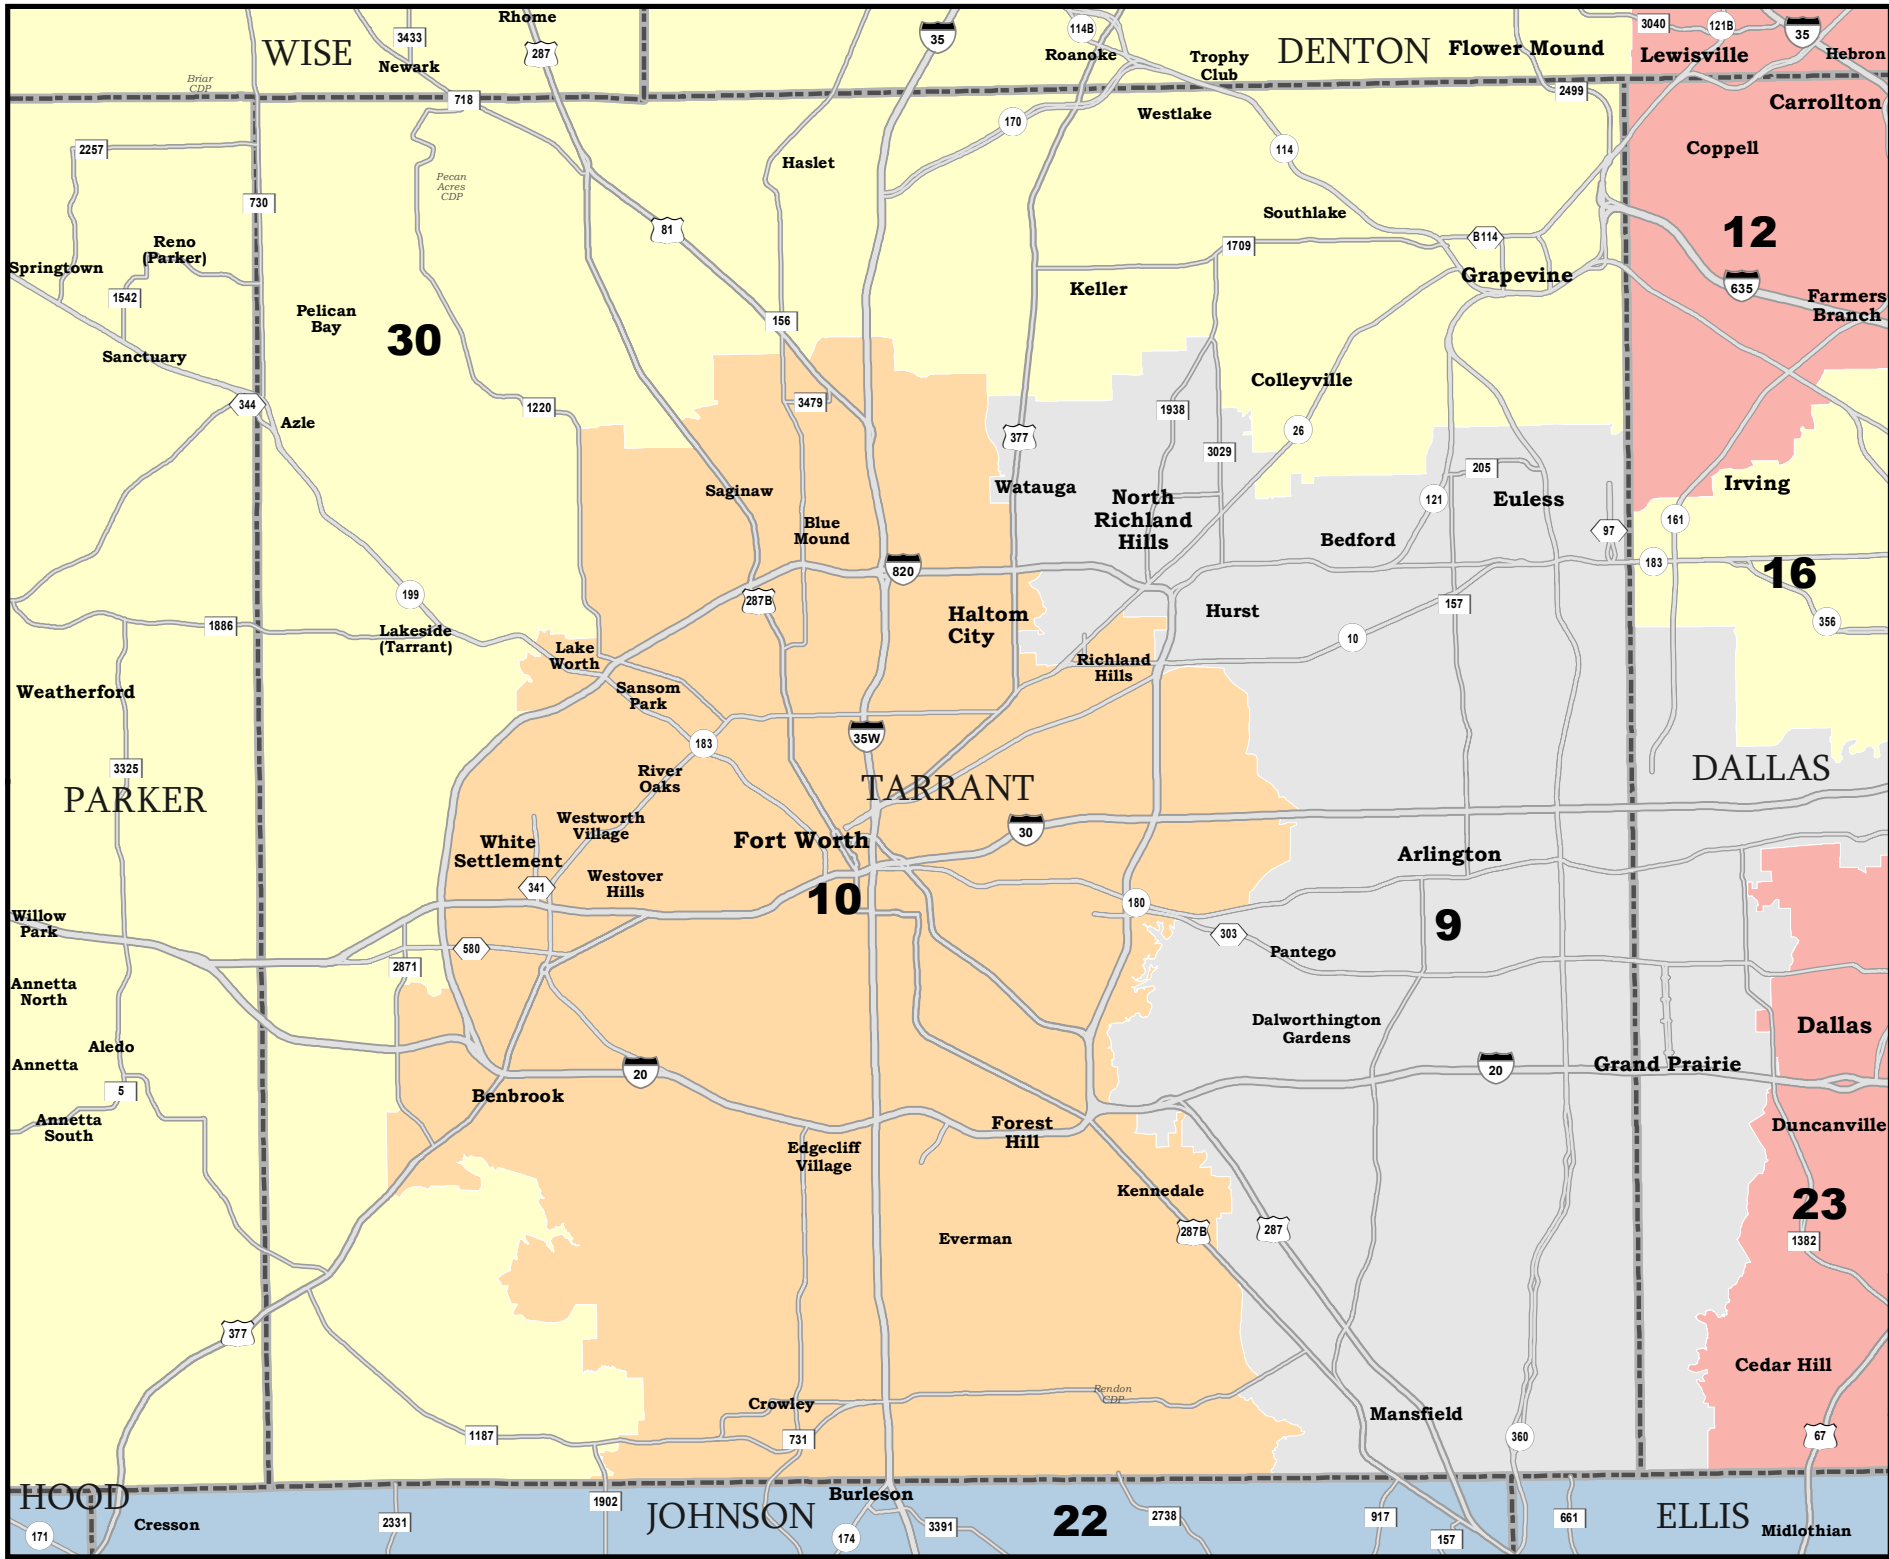 Rhome
3433
287
WISE
Newark
Briar
CDP
718
35
114B
Roanoke
Trophy
Club
DENTON
Flower Mound
3040
121B
35
Lewisville
Hebron
2499
Carrollton
170
Westlake
114
Coppell
2257
Pecan
Acres
CDP
Haslet
730
81
Southlake
12
Reno
(Parker)
1709
B114
Springtown
Grapevine
635
1542
Keller
Farmers
Branch
Pelican
Bay
30
156
Sanctuary
Colleyville
344
Azle
1220
3479
1938
377
26
3029
205
Saginaw
Watauga
North
Richland
Hills
121
Euless
Irving
Blue
Mound
Bedford
97
161
820
183
16
199
287B
157
1886
Haltom
City
Hurst
356
Lakeside
(Tarrant)
10
Lake
Worth
Richland
Hills
Weatherford
Sansom
Park
183
35W
3325
River
Oaks
TARRANT
DALLAS
PARKER
Westworth
Village
30
White
Settlement
Fort Worth
Arlington
341
Westover
Hills
10
180
Willow
Park
9
303
580
Pantego
2871
Annetta
North
Dalworthington
Gardens
Dallas
Aledo
Annetta
20
20
Grand Prairie
5
Benbrook
Annetta
South
Forest
Hill
Duncanville
Edgecliff
Village
Kennedale
23
287B
287
Everman
1382
377
Cedar Hill
Rendon
CDP
Crowley
Mansfield
1187
731
360
67
HOOD
1902
JOHNSON
Burleson
22
ELLIS
171
Cresson
2331
174
3391
2738
917
157
661
Midlothian